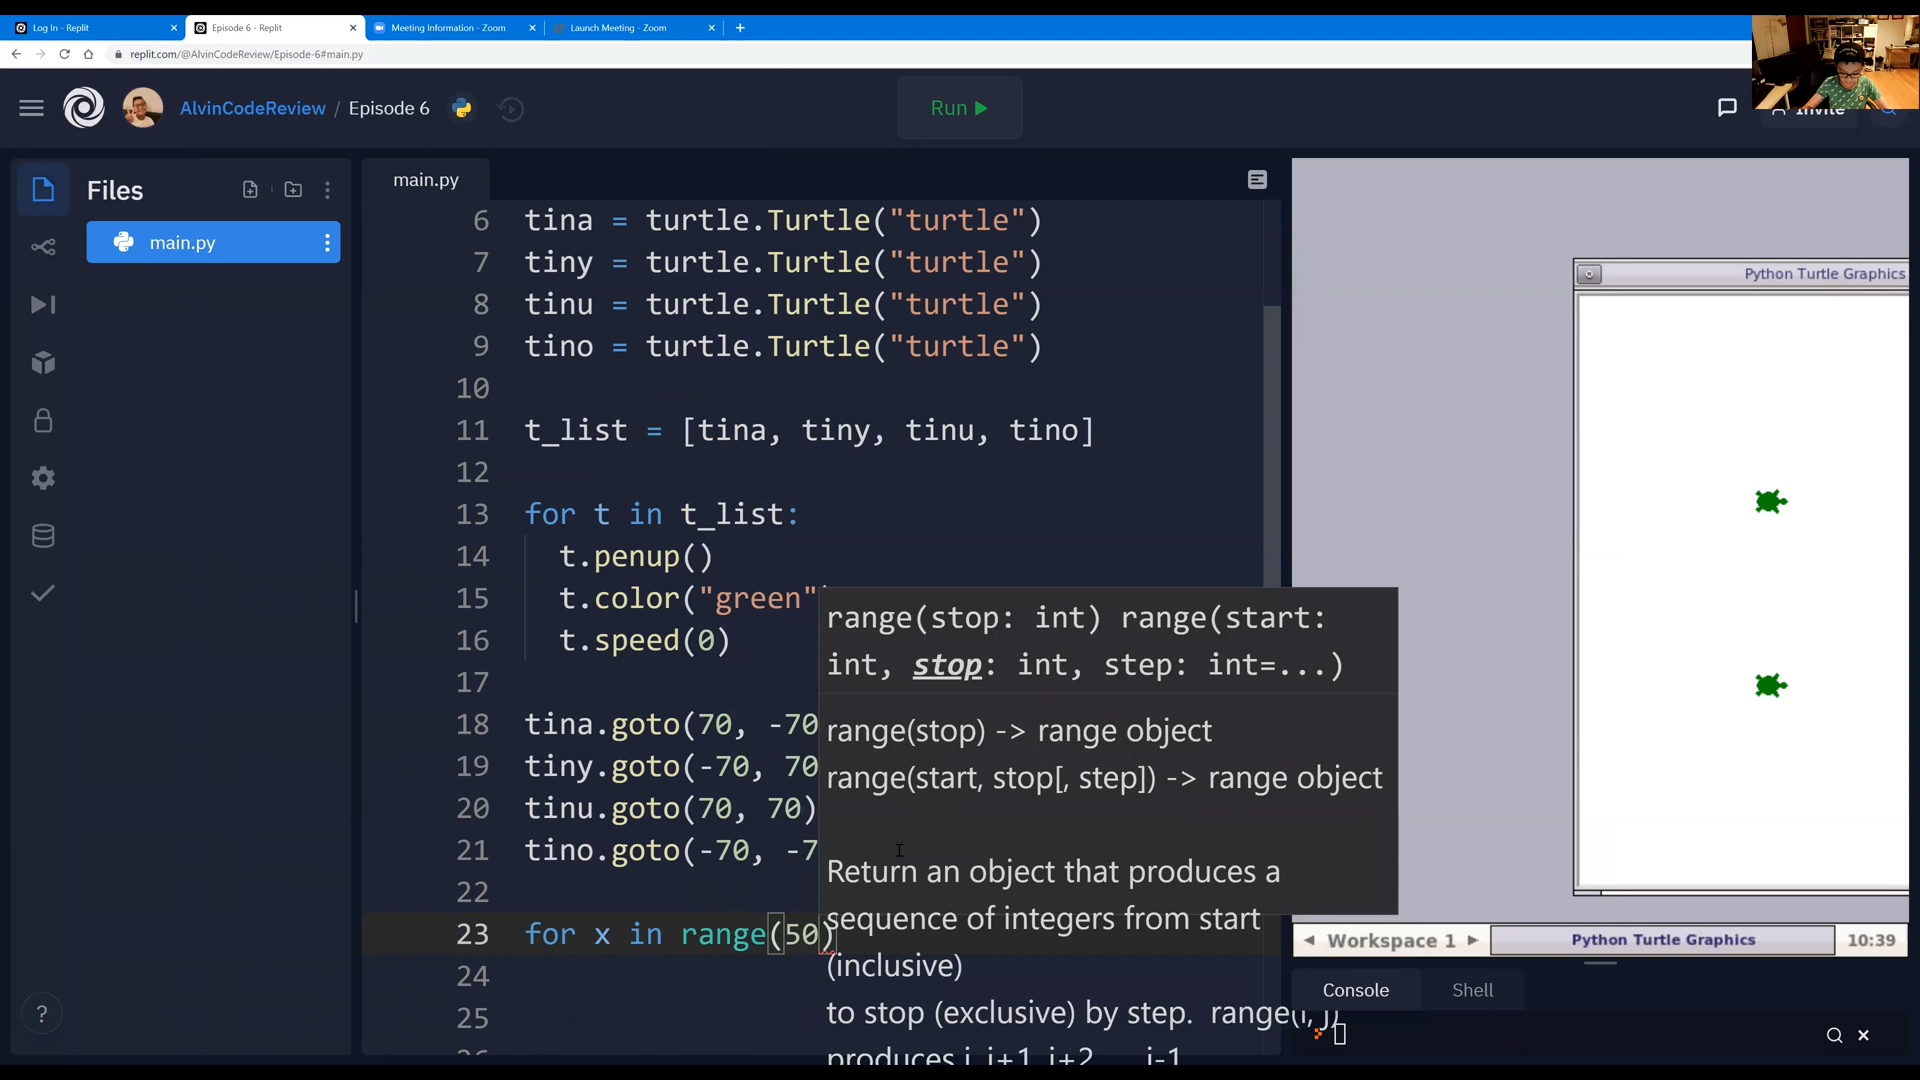 Log In - Replit
Episode 6 - Replit
Meeting Information - Zoom
Launch Meeting - Zoom
replit.com/@AlvinCodeReview/Episode-6#main.py
AlvinCodeReview / Episode 6
Run
Invite
Files
main.py
main.py
6 tina = turtle.Turtle("turtle")
7 tiny = turtle.Turtle("turtle")
8 tinu = turtle.Turtle("turtle")
9 tino = turtle.Turtle("turtle")
10
11 t_list = [tina, tiny, tinu, tino]
12
13 for t in t_list:
14 t.penup()
15 t.color("green"
16 t.speed(0)
17
18 tina.goto(70, -70
19 tiny.goto(-70, 70
20 tinu.goto(70, 70)
21 tino.goto(-70, -7
22
23 for x in range(50)
24
25
range(stop: int) range(start:
int, stop: int, step: int=...)
range(stop) -> range object
range(start, stop[, step]) -> range object
Return an object that produces a
sequence of integers from start
(inclusive)
to stop (exclusive) by step. range(i, j)
produces i, i+1, i+2, ..., j-1.
Python Turtle Graphics
Workspace 1
Python Turtle Graphics
10:39
Console
Shell